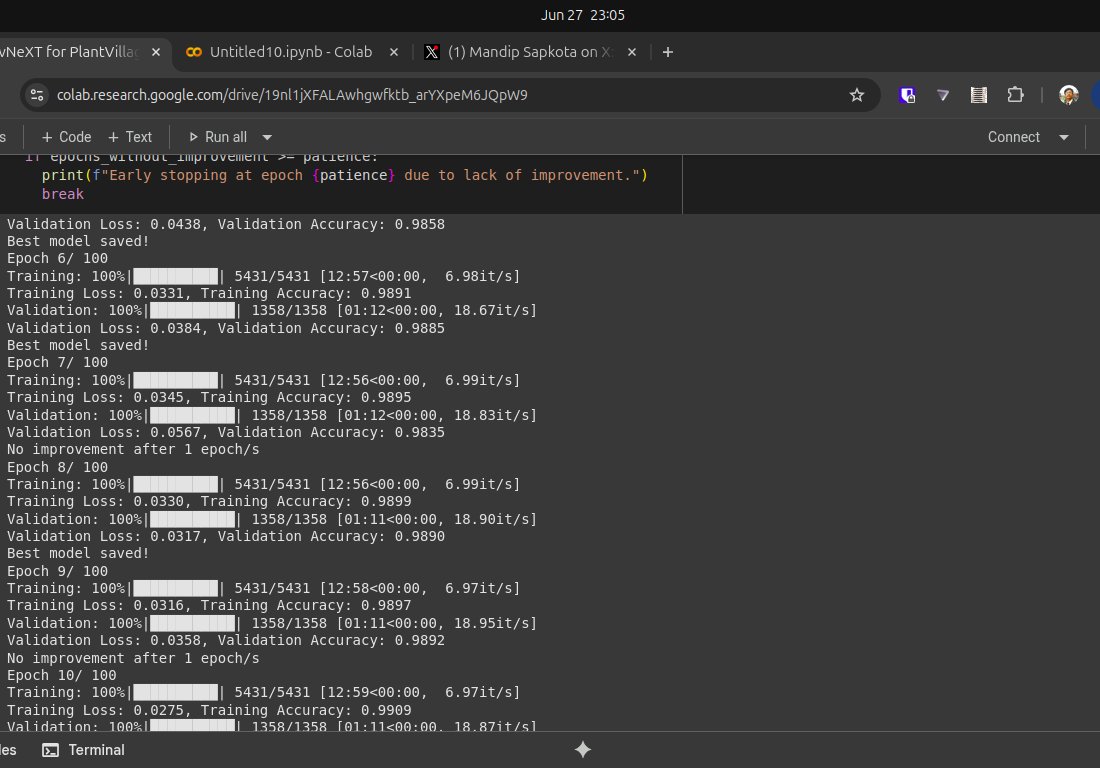 Jun 27 23:05
vNeXT for PlantVillag
Untitled10.ipynb - Colab
(1) Mandip Sapkota on X:
colab.research.google.com/drive/19nl1jXFALAwhgwfktb_arYXpeM6JQpW9
s + Code + Text Run all Connect
if epochs_without_improvement >= patience:
print(f"Early stopping at epoch {patience} due to lack of improvement.")
break
Validation Loss: 0.0438, Validation Accuracy: 0.9858
Best model saved!
Epoch 6/ 100
Training: 100%|██████████| 5431/5431 [12:57<00:00, 6.98it/s]
Training Loss: 0.0331, Training Accuracy: 0.9891
Validation: 100%|██████████| 1358/1358 [01:12<00:00, 18.67it/s]
Validation Loss: 0.0384, Validation Accuracy: 0.9885
Best model saved!
Epoch 7/ 100
Training: 100%|██████████| 5431/5431 [12:56<00:00, 6.99it/s]
Training Loss: 0.0345, Training Accuracy: 0.9895
Validation: 100%|██████████| 1358/1358 [01:12<00:00, 18.83it/s]
Validation Loss: 0.0567, Validation Accuracy: 0.9835
No improvement after 1 epoch/s
Epoch 8/ 100
Training: 100%|██████████| 5431/5431 [12:56<00:00, 6.99it/s]
Training Loss: 0.0330, Training Accuracy: 0.9899
Validation: 100%|██████████| 1358/1358 [01:11<00:00, 18.90it/s]
Validation Loss: 0.0317, Validation Accuracy: 0.9890
Best model saved!
Epoch 9/ 100
Training: 100%|██████████| 5431/5431 [12:58<00:00, 6.97it/s]
Training Loss: 0.0316, Training Accuracy: 0.9897
Validation: 100%|██████████| 1358/1358 [01:11<00:00, 18.95it/s]
Validation Loss: 0.0358, Validation Accuracy: 0.9892
No improvement after 1 epoch/s
Epoch 10/ 100
Training: 100%|██████████| 5431/5431 [12:59<00:00, 6.97it/s]
Training Loss: 0.0275, Training Accuracy: 0.9909
Validation: 100%|██████████| 1358/1358 [01:11<00:00, 18.87it/s]
les Terminal